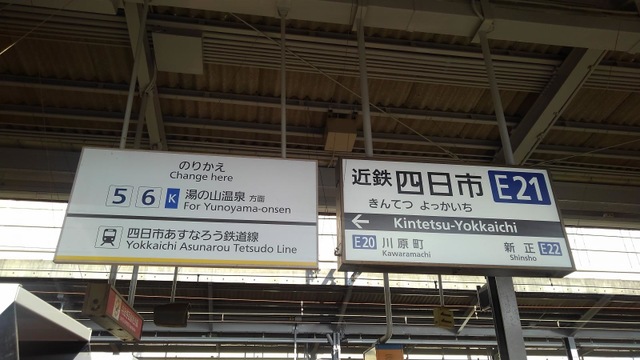 のりかえ
Change here
5 6 K 湯の山温泉 方面
For Yunoyama-onsen
四日市あすなろう鉄道線
Yokkaichi Asunarou Tetsudo Line
近鉄 四日市 E21
きんてつ よっかいち
← Kintetsu-Yokkaichi
E20 川原町 新正 E22
Kawaramachi Shinsho